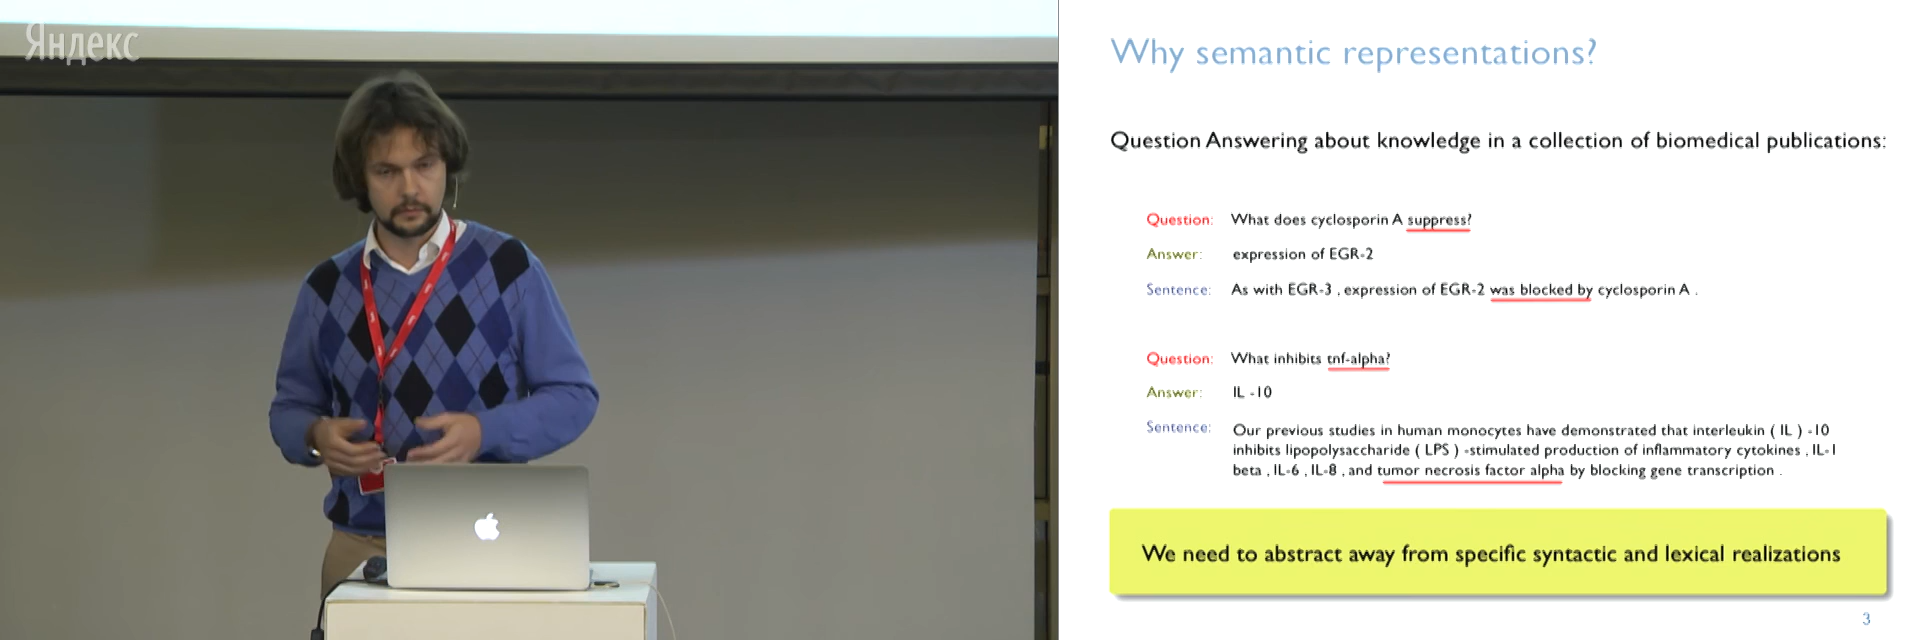 Яндекс
Why semantic representations?
Question Answering about knowledge in a collection of biomedical publications:
Question: What does cyclosporin A suppress?
Answer: expression of EGR-2
Sentence: As with EGR-3 , expression of EGR-2 was blocked by cyclosporin A .
Question: What inhibits tnf-alpha?
Answer: IL -10
Sentence: Our previous studies in human monocytes have demonstrated that interleukin ( IL ) -10
inhibits lipopolysaccharide ( LPS ) -stimulated production of inflammatory cytokines , IL-1
beta , IL-6 , IL-8 , and tumor necrosis factor alpha by blocking gene transcription .
We need to abstract away from specific syntactic and lexical realizations
3